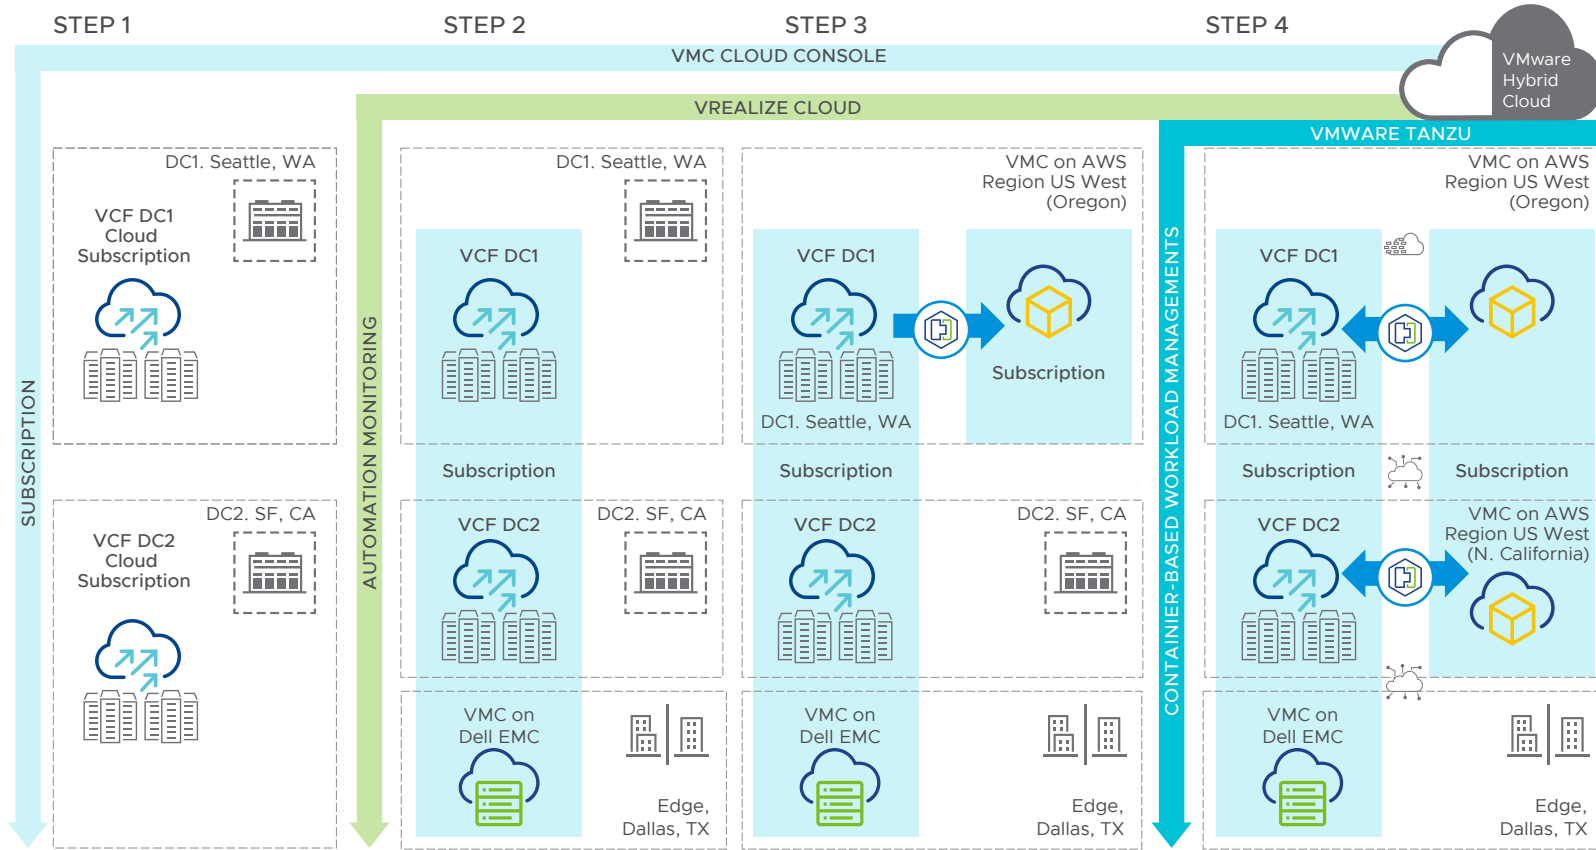 STEP 1
STEP 2
STEP 3
STEP 4
VMC CLOUD CONSOLE
VMware
Hybrid
Cloud
VREALIZE CLOUD
VMWARE TANZU
SUBSCRIPTION
DC1. Seattle, WA
VCF DC1
Cloud
Subscription
DC2. SF, CA
VCF DC2
Cloud
Subscription
AUTOMATION MONITORING
DC1. Seattle, WA
VCF DC1
Subscription
DC2. SF, CA
VCF DC2
VMC on
Dell EMC
Edge,
Dallas, TX
VMC on AWS
Region US West
(Oregon)
VCF DC1
Subscription
DC1. Seattle, WA
Subscription
DC2. SF, CA
VCF DC2
VMC on
Dell EMC
Edge,
Dallas, TX
CONTAINIER-BASED WORKLOAD MANAGEMENTS
VMC on AWS
Region US West
(Oregon)
VCF DC1
DC1. Seattle, WA
Subscription
Subscription
VCF DC2
VMC on AWS
Region US West
(N. California)
VMC on
Dell EMC
Edge,
Dallas, TX